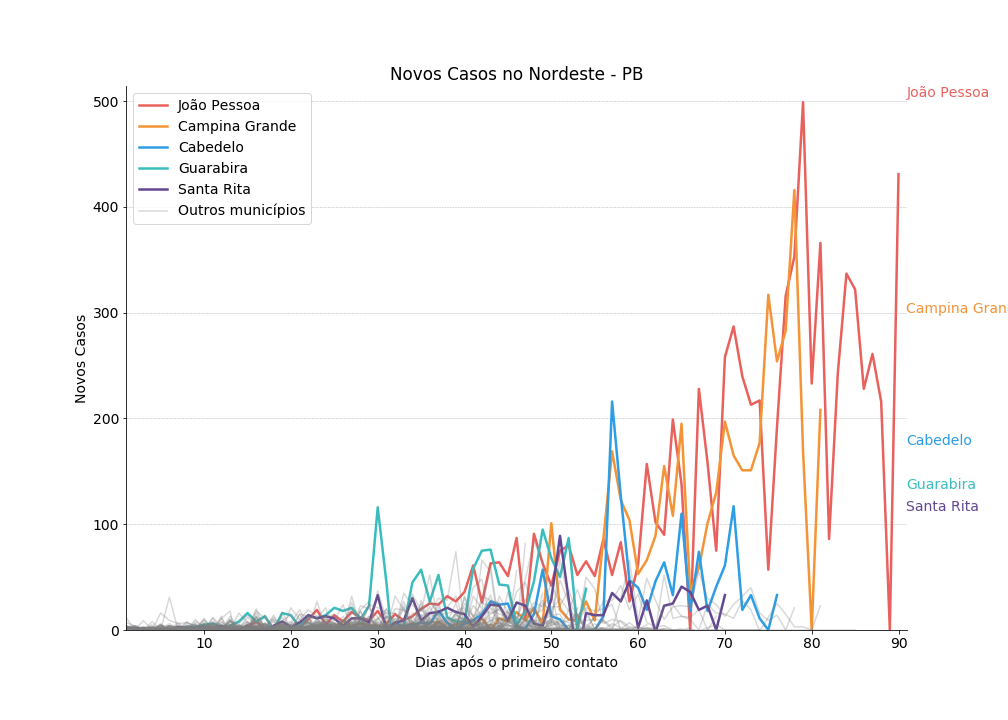 Novos Casos no Nordeste - PB
Novos Casos
500
400
300
200
100
0
João Pessoa
Campina Grande
Cabedelo
Guarabira
Santa Rita
Outros municípios
João Pessoa
Campina Gran
Cabedelo
Guarabira
Santa Rita
10 20 30 40 50 60 70 80 90
Dias após o primeiro contato